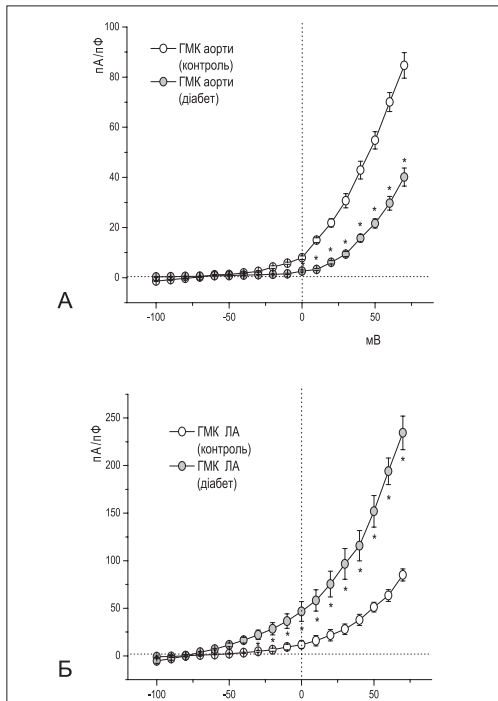 100
80
60
40
20
0
пА/пФ
ГМК аорти
(контроль)
ГМК аорти
(діабет)
* * * * * * * *
-100 -50 0 50
мВ
А
250
200
150
100
50
0
пА/пФ
ГМК ЛА
(контроль)
ГМК ЛА
(діабет)
* * * * * * * * * * *
-100 -50 0 50
Б